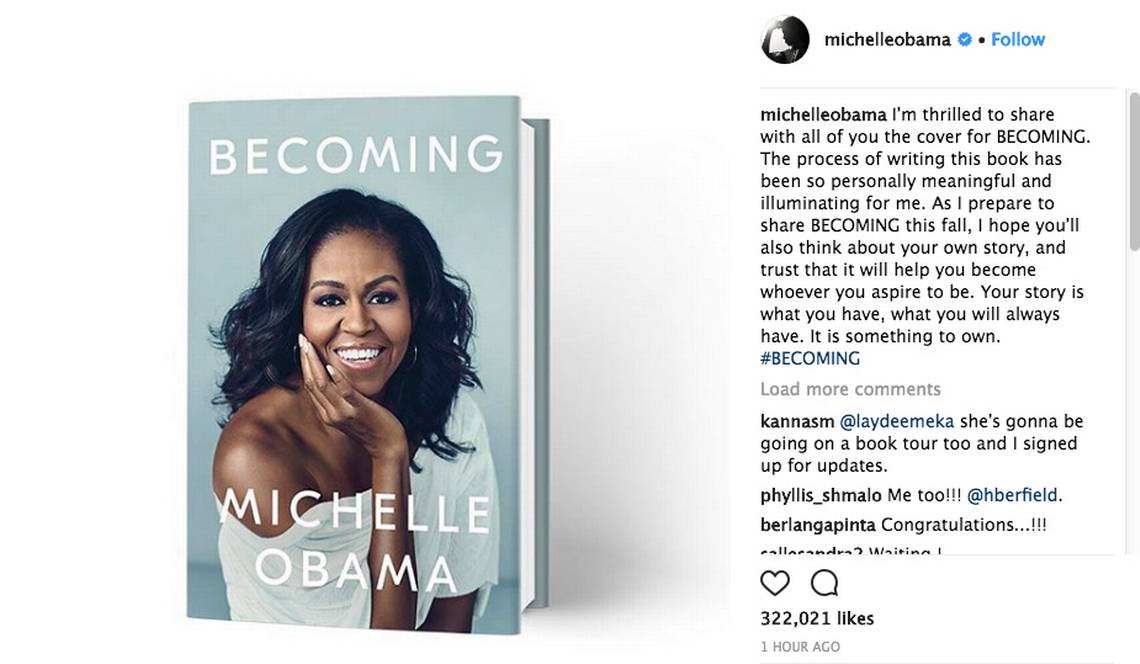 BECOMING
MICHELLE
OBAMA
michelleobama • Follow
michelleobama I'm thrilled to share
with all of you the cover for BECOMING.
The process of writing this book has
been so personally meaningful and
illuminating for me. As I prepare to
share BECOMING this fall, I hope you'll
also think about your own story, and
trust that it will help you become
whoever you aspire to be. Your story is
what you have, what you will always
have. It is something to own.
#BECOMING
Load more comments
kannasm @laydeemeka she's gonna be
going on a book tour too and I signed
up for updates.
phyllis_shmalo Me too!!! @hberfield.
berlangapinta Congratulations...!!!
322,021 likes
1 HOUR AGO